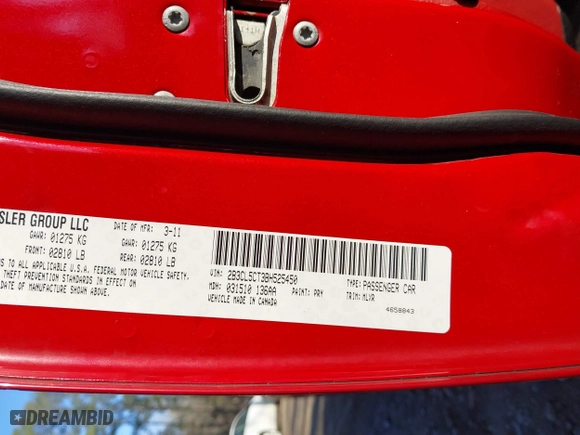 SLER GROUP LLC
DATE OF MFR: 3-11
GAWR: 01275 KG
GAWR: 01275 KG
FRONT: 02810 LB
REAR: 02810 LB
S TO ALL APPLICABLE U.S.A. FEDERAL MOTOR VEHICLE SAFETY,
THEFT PREVENTION STANDARDS IN EFFECT
DATE OF MANUFACTURE SHOWN ABOVE.
VIN: 2B3CL5CT3BH525450
TYPE: PASSENGER CAR
MDH: 031510 136AA
PAINT: PRY
TRIM: MLXR
VEHICLE MADE IN CANADA
4658843
DREAMBID